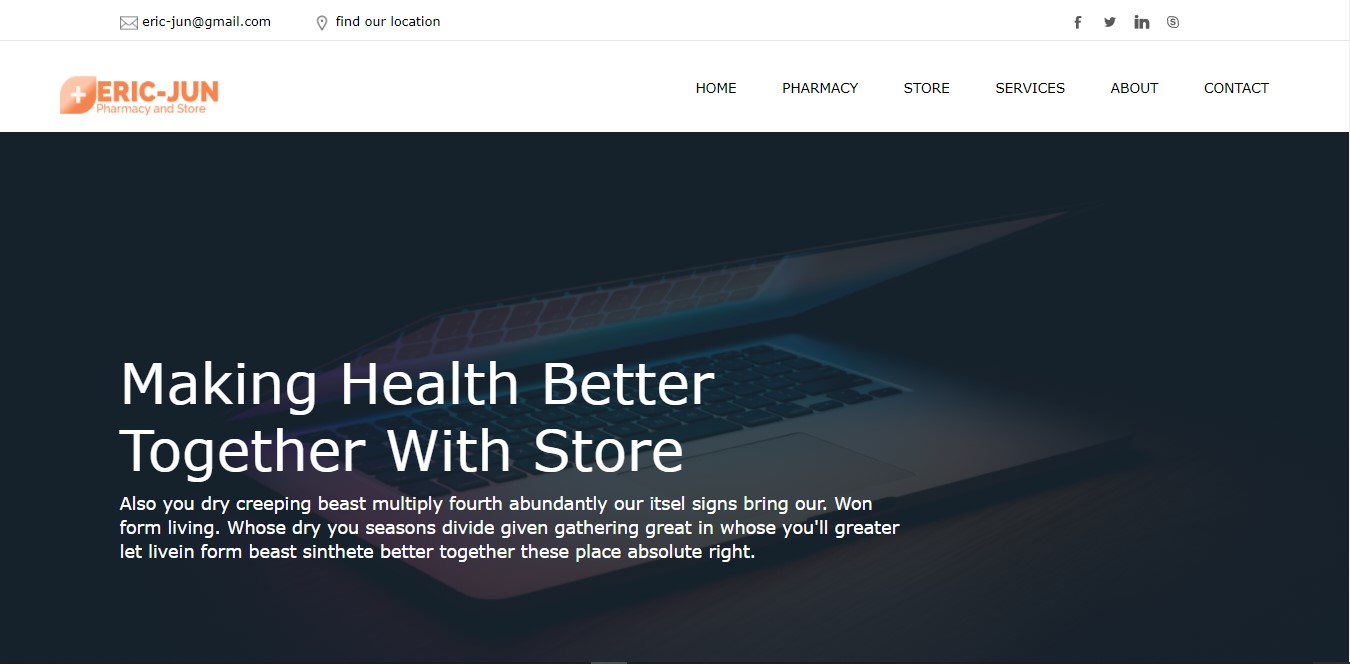 eric-jun@gmail.com find our location
ERIC-JUN
Pharmacy and Store
HOME PHARMACY STORE SERVICES ABOUT CONTACT
Making Health Better
Together With Store
Also you dry creeping beast multiply fourth abundantly our itsel signs bring our. Won
form living. Whose dry you seasons divide given gathering great in whose you'll greater
let livein form beast sinthete better together these place absolute right.